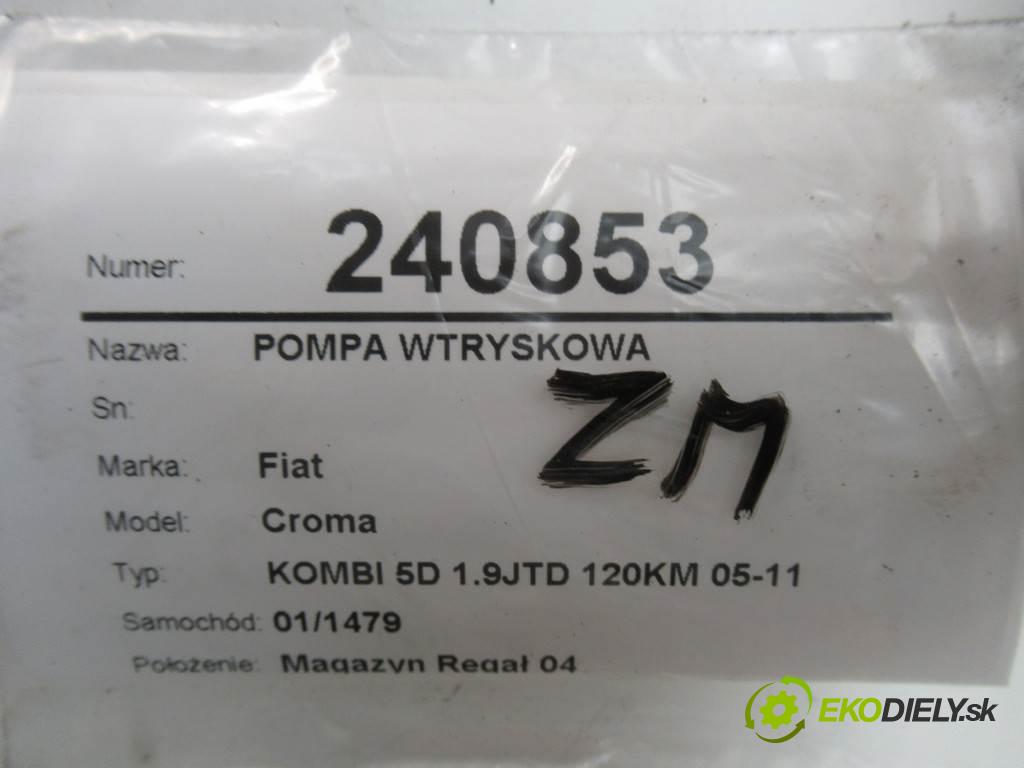 Numer: 240853
Nazwa: POMPA WTRYSKOWA
Sn:
ZM
Marka: Fiat
Model: Croma
Typ: KOMBI 5D 1.9JTD 120KM 05-11
Samochód: 01/1479
Położenie: Magazyn Regał 04
EKODIELY.sk